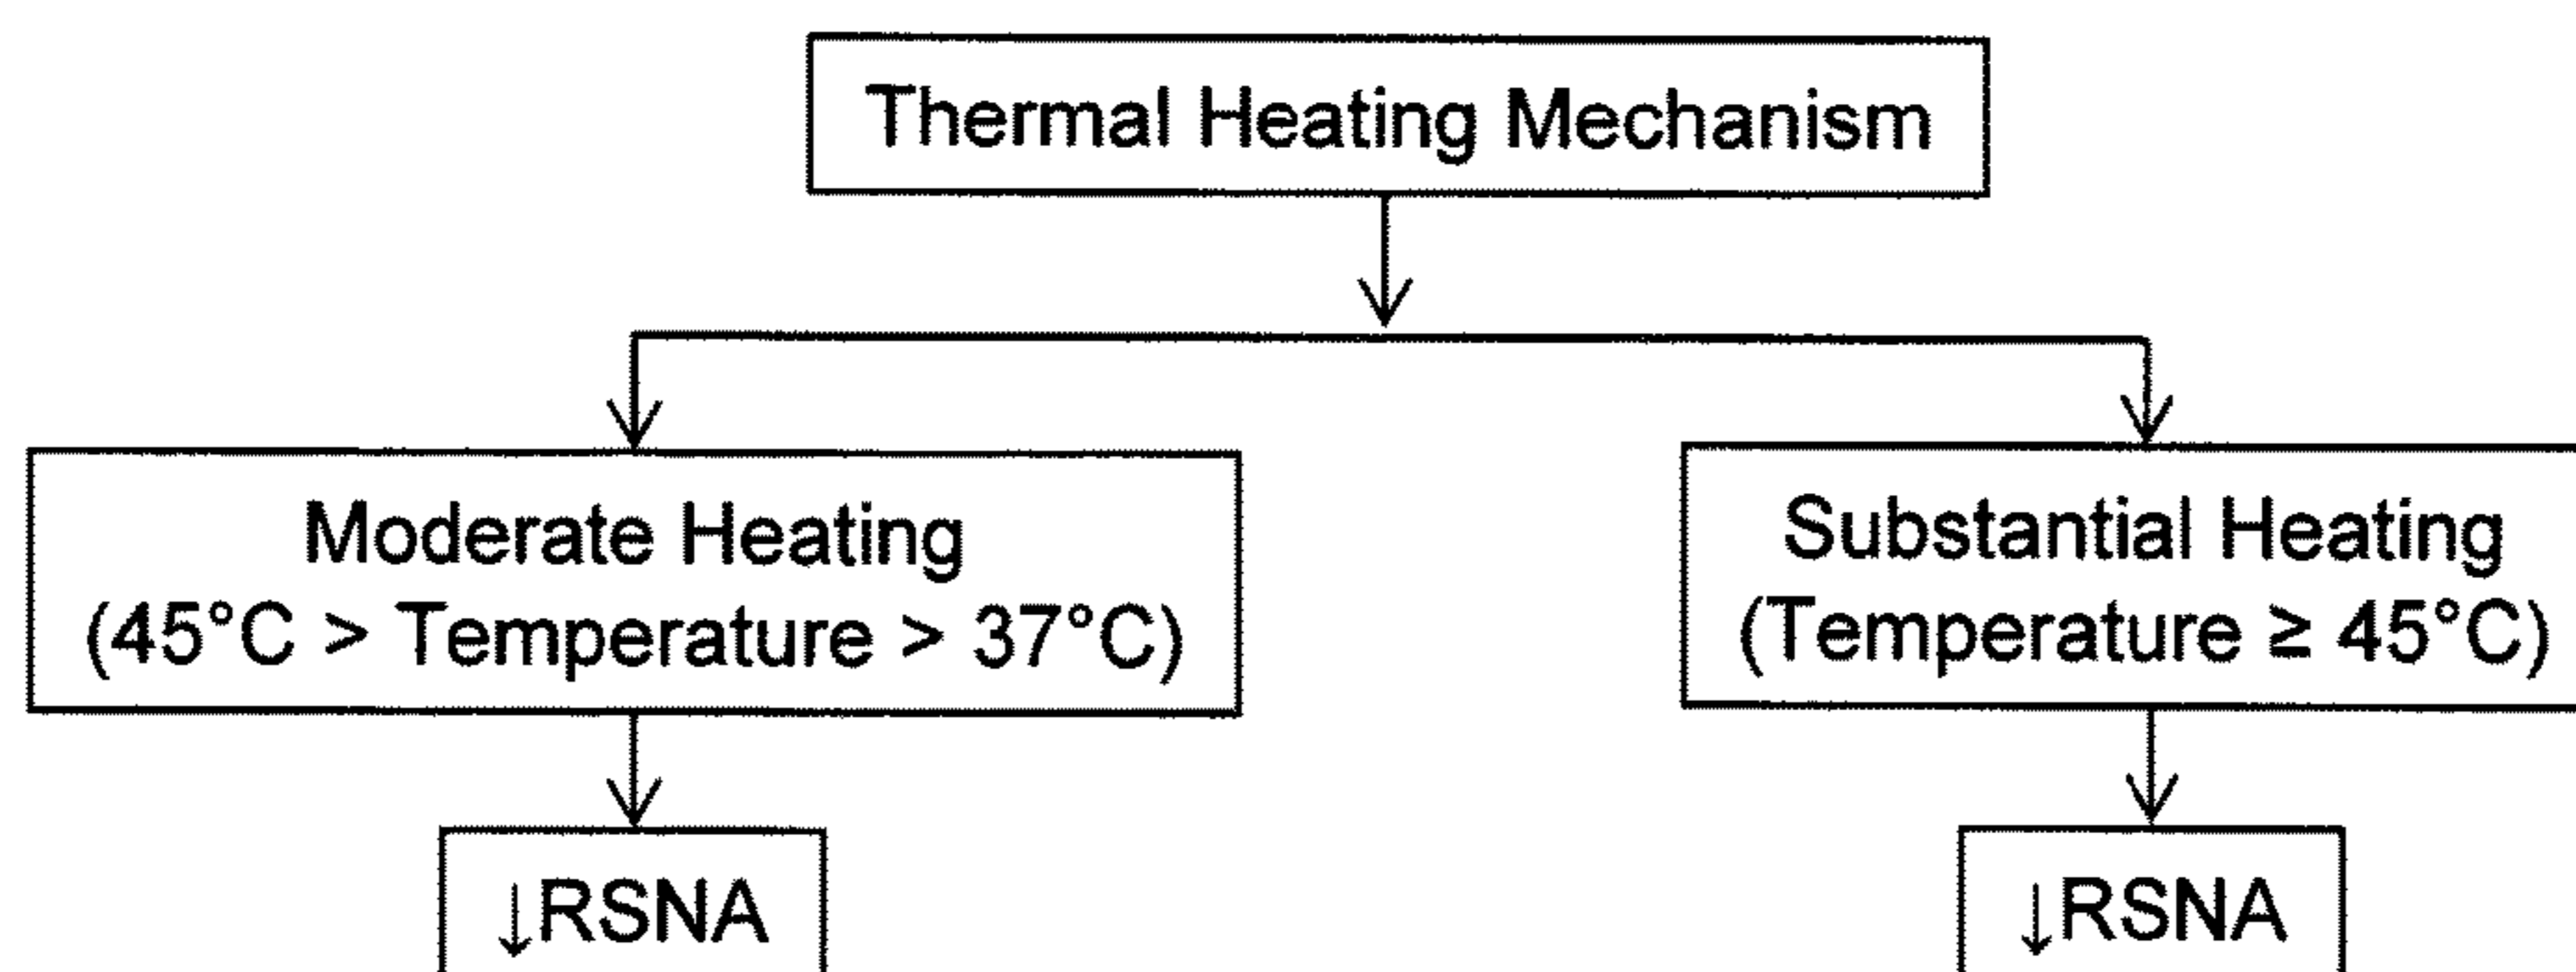 Thermal Heating Mechanism
Moderate Heating
(45°C > Temperature > 37°C)
Substantial Heating
(Temperature ≥ 45°C)
↓RSNA
↓RSNA